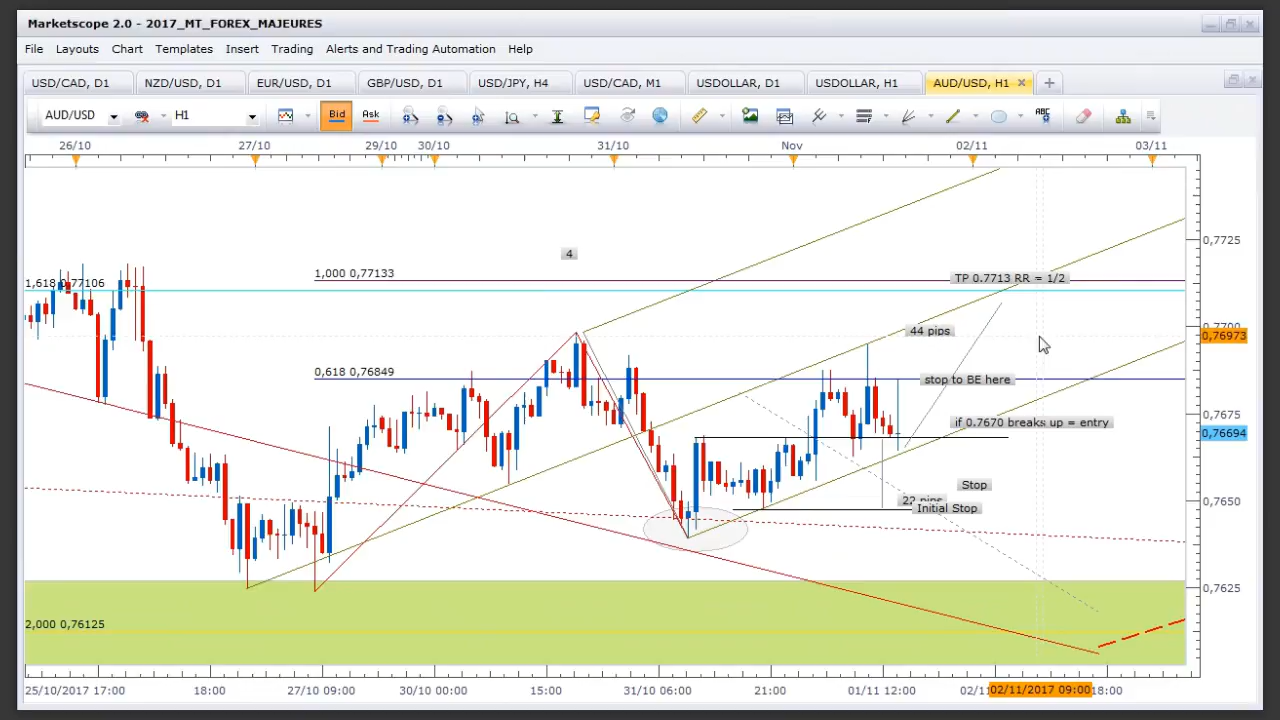 Marketscope 2.0 - 2017_MT_FOREX_MAJEURES
File Layouts Chart Templates Insert Trading Alerts and Trading Automation Help
USD/CAD, D1 NZD/USD, D1 EUR/USD, D1 GBP/USD, D1 USD/JPY, H4 USD/CAD, M1 USDOLLAR, D1 USDOLLAR, H1 AUD/USD, H1
AUD/USD H1 Bid Ask ABC
26/10 27/10 29/10 30/10 31/10 Nov 02/11 03/11
0,7725
4
1,000 0,77133
TP 0.7713 RR = 1/2
1,618 0,77106
0,7700
44 pips
0,76973
0,618 0,76849
stop to BE here
0,7675
if 0.7670 breaks up = entry
0,76694
Stop
22 pips
0,7650
Initial Stop
0,7625
2,000 0,76125
25/10/2017 17:00 18:00 27/10 09:00 30/10 00:00 15:00 31/10 06:00 21:00 01/11 12:00 02/11 02/11/2017 09:00 18:00